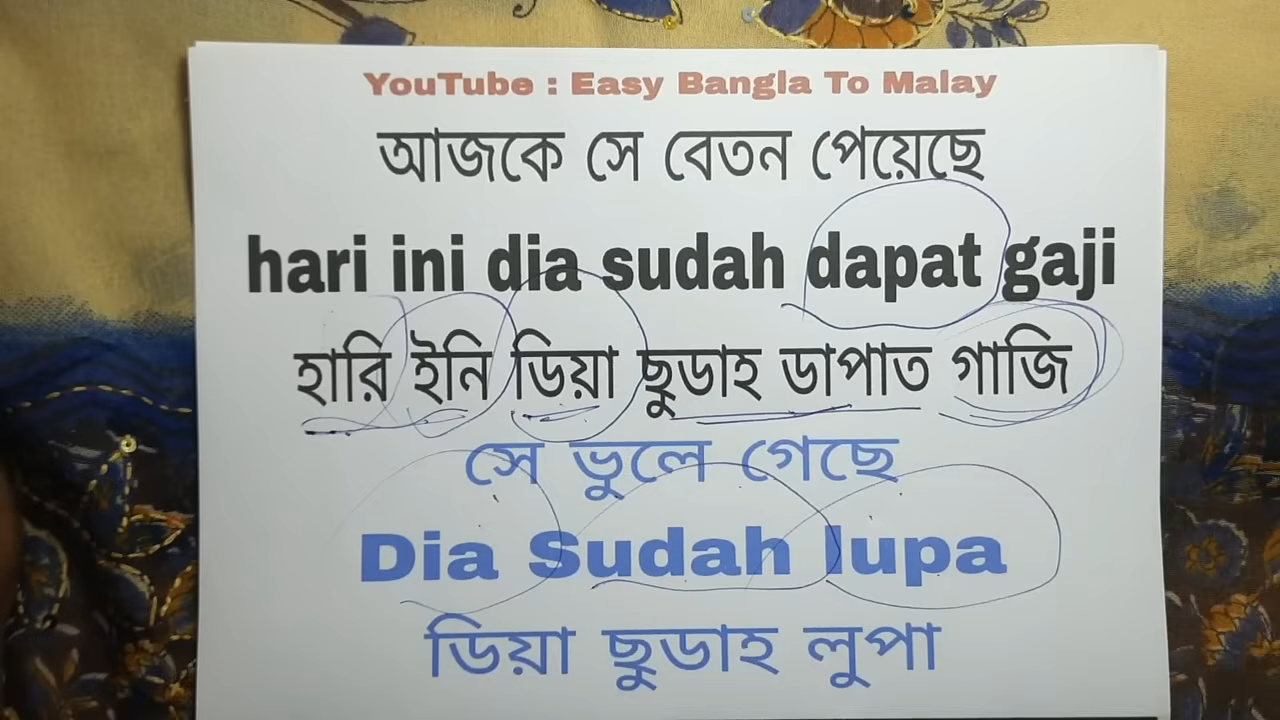 YouTube : Easy Bangla To Malay
আজকে সে বেতন পেয়েছে
hari ini dia sudah dapat gaji
হারি ইনি ডিয়া ছুডাহ ডাপাত গাজি
সে ভুলে গেছে
Dia Sudah lupa
ডিয়া ছুডাহ লুপা